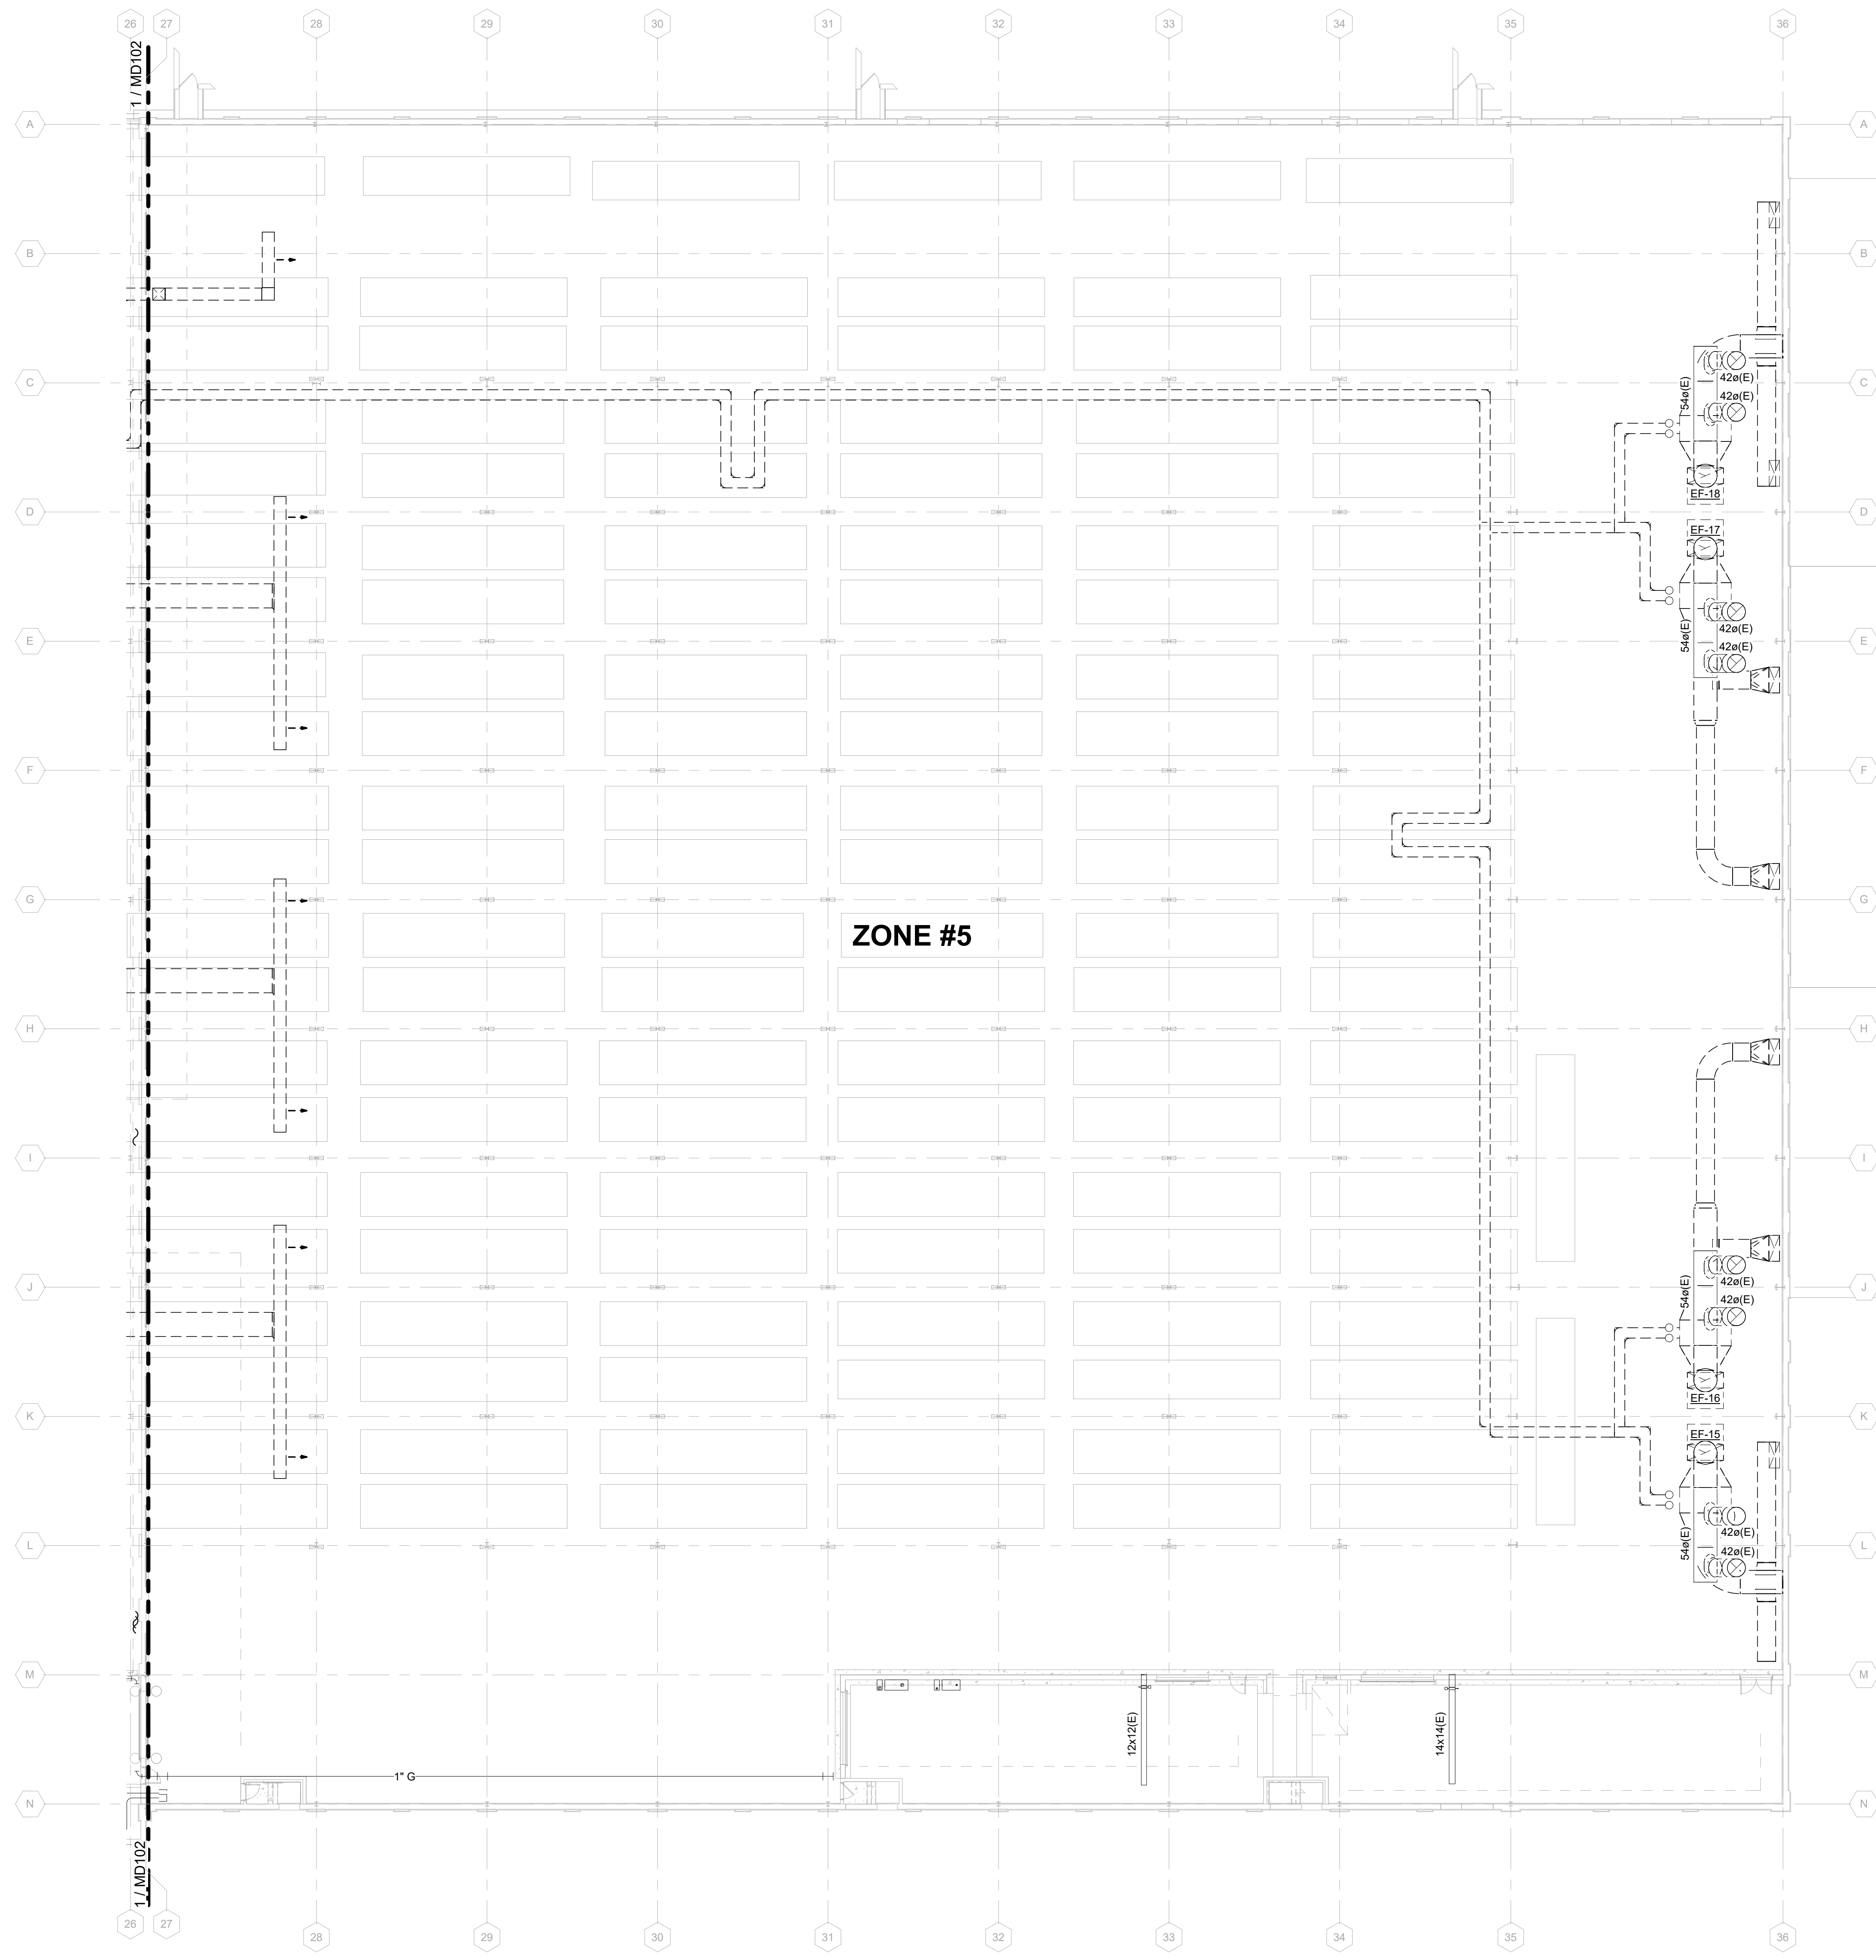 26
27
28
29
30
31
32
33
34
35
36
1 / MD102
A
A
B
B
C
C
42ø(E)
54ø(E)
42ø(E)
EF-18
D
D
EF-17
42ø(E)
54ø(E)
42ø(E)
E
E
F
F
G
G
ZONE #5
H
H
I
I
J
J
42ø(E)
54ø(E)
42ø(E)
EF-16
K
K
EF-15
42ø(E)
54ø(E)
42ø(E)
L
L
M
M
12x12(E)
14x14(E)
1" G
N
N
1 / MD102
26
27
28
29
30
31
32
33
34
35
36